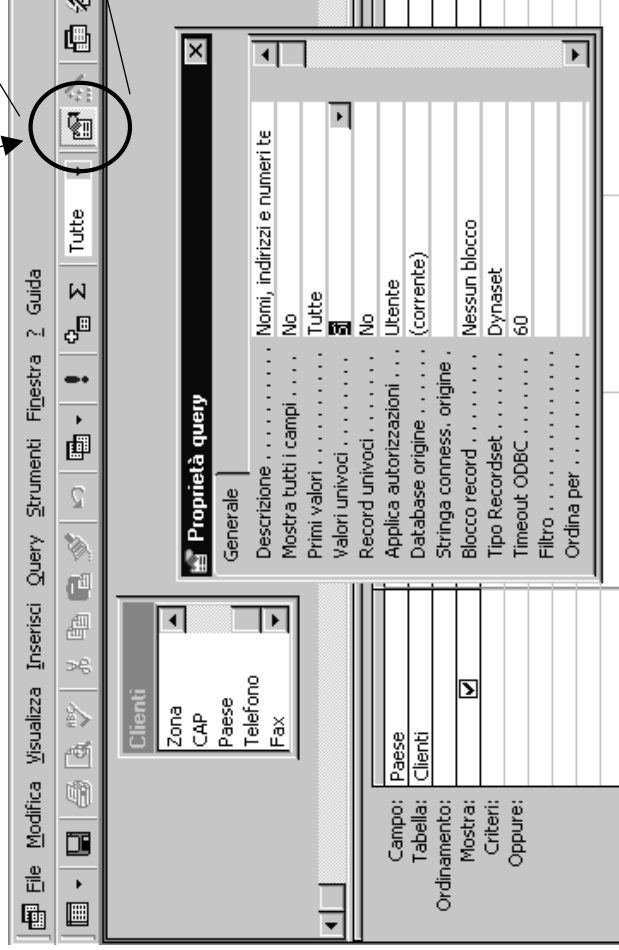 File Modifica Visualizza Inserisci Query Strumenti Finestra ? Guida
ABC Σ Tutte
Clienti
Zona
CAP
Paese
Telefono
Fax
Proprietà query
Generale
Descrizione . . . . . . . . . . . Nomi, indirizzi e numeri te
Mostra tutti i campi . . . . . No
Primi valori . . . . . . . . . . . Tutte
Valori univoci . . . . . . . . . Sì
Record univoci . . . . . . . . No
Applica autorizzazioni . . . Utente
Database origine . . . . . . (corrente)
Stringa conness. origine .
Blocco record . . . . . . . . . Nessun blocco
Tipo Recordset . . . . . . . . Dynaset
Timeout ODBC . . . . . . . . 60
Filtro . . . . . . . . . . . . . . .
Ordina per . . . . . . . . . . .
Campo: Paese
Tabella: Clienti
Ordinamento:
Mostra:
Criteri:
Oppure: